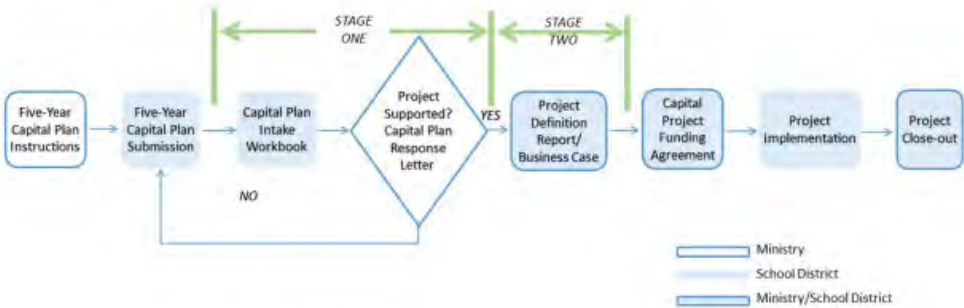 STAGE
ONE
STAGE
TWO
Five-Year
Capital Plan
Instructions
Five-Year
Capital Plan
Submission
Capital Plan
Intake
Workbook
Project
Supported?
Capital Plan
Response
Letter
YES
Project
Definition
Report/
Business Case
Capital
Project
Funding
Agreement
Project
Implementation
Project
Close-out
NO
Ministry
School District
Ministry/School District